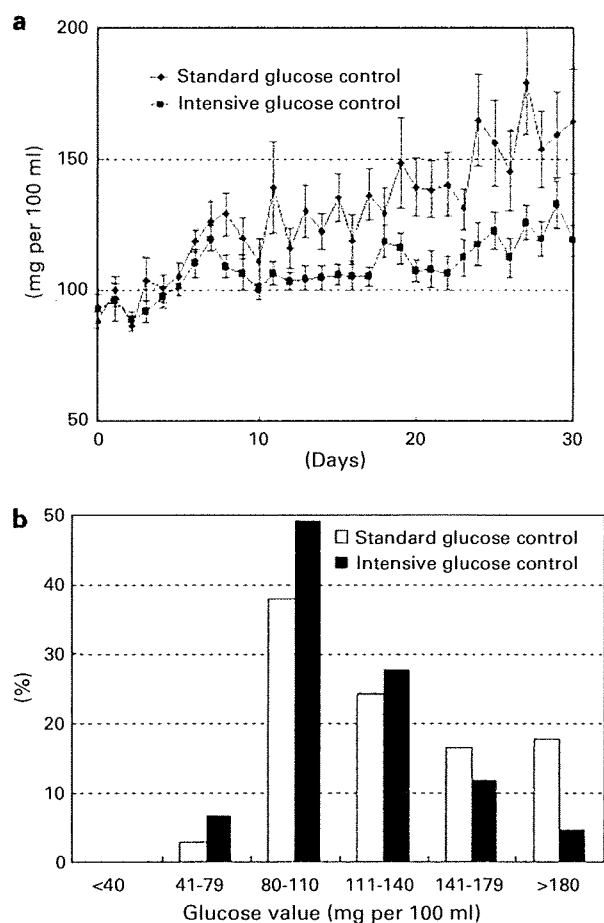 a
200
Standard glucose control
Intensive glucose control
150
(mg per 100 ml)
100
50
0
10
20
30
(Days)
b
50
Standard glucose control
Intensive glucose control
40
30
(%)
20
10
0
<40
41-79
80-110
111-140
141-179
>180
Glucose value (mg per 100 ml)